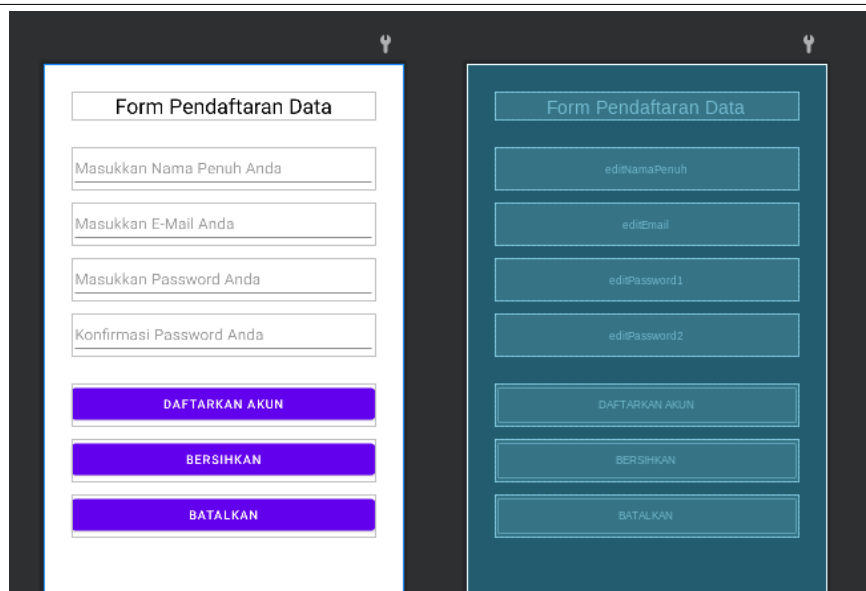 Form Pendaftaran Data
Masukkan Nama Penuh Anda
Masukkan E-Mail Anda
Masukkan Password Anda
Konfirmasi Password Anda
DAFTARKAN AKUN
BERSIHKAN
BATALKAN
Form Pendaftaran Data
editNamaPenuh
editEmail
editPassword1
editPassword2
DAFTARKAN AKUN
BERSIHKAN
BATALKAN